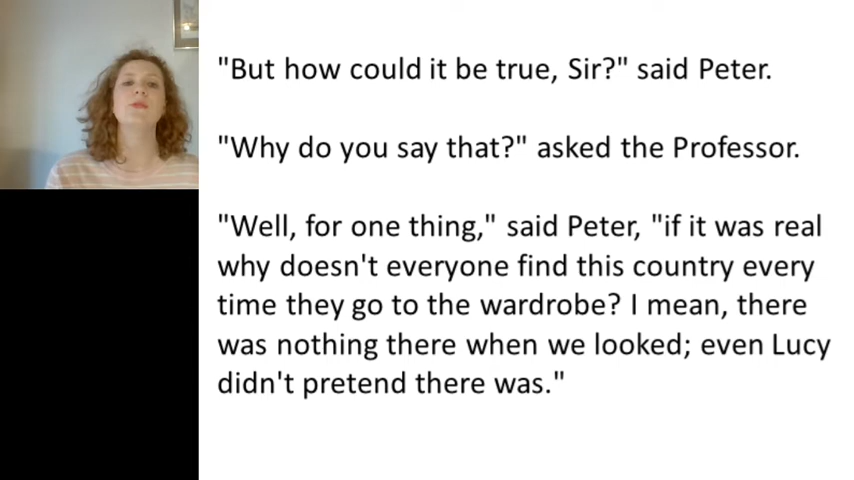 "But how could it be true, Sir?" said Peter.
"Why do you say that?" asked the Professor.
"Well, for one thing," said Peter, "if it was real
why doesn't everyone find this country every
time they go to the wardrobe? I mean, there
was nothing there when we looked; even Lucy
didn't pretend there was."